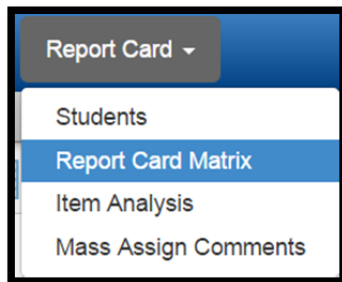 Report Card
Students
Report Card Matrix
Item Analysis
Mass Assign Comments